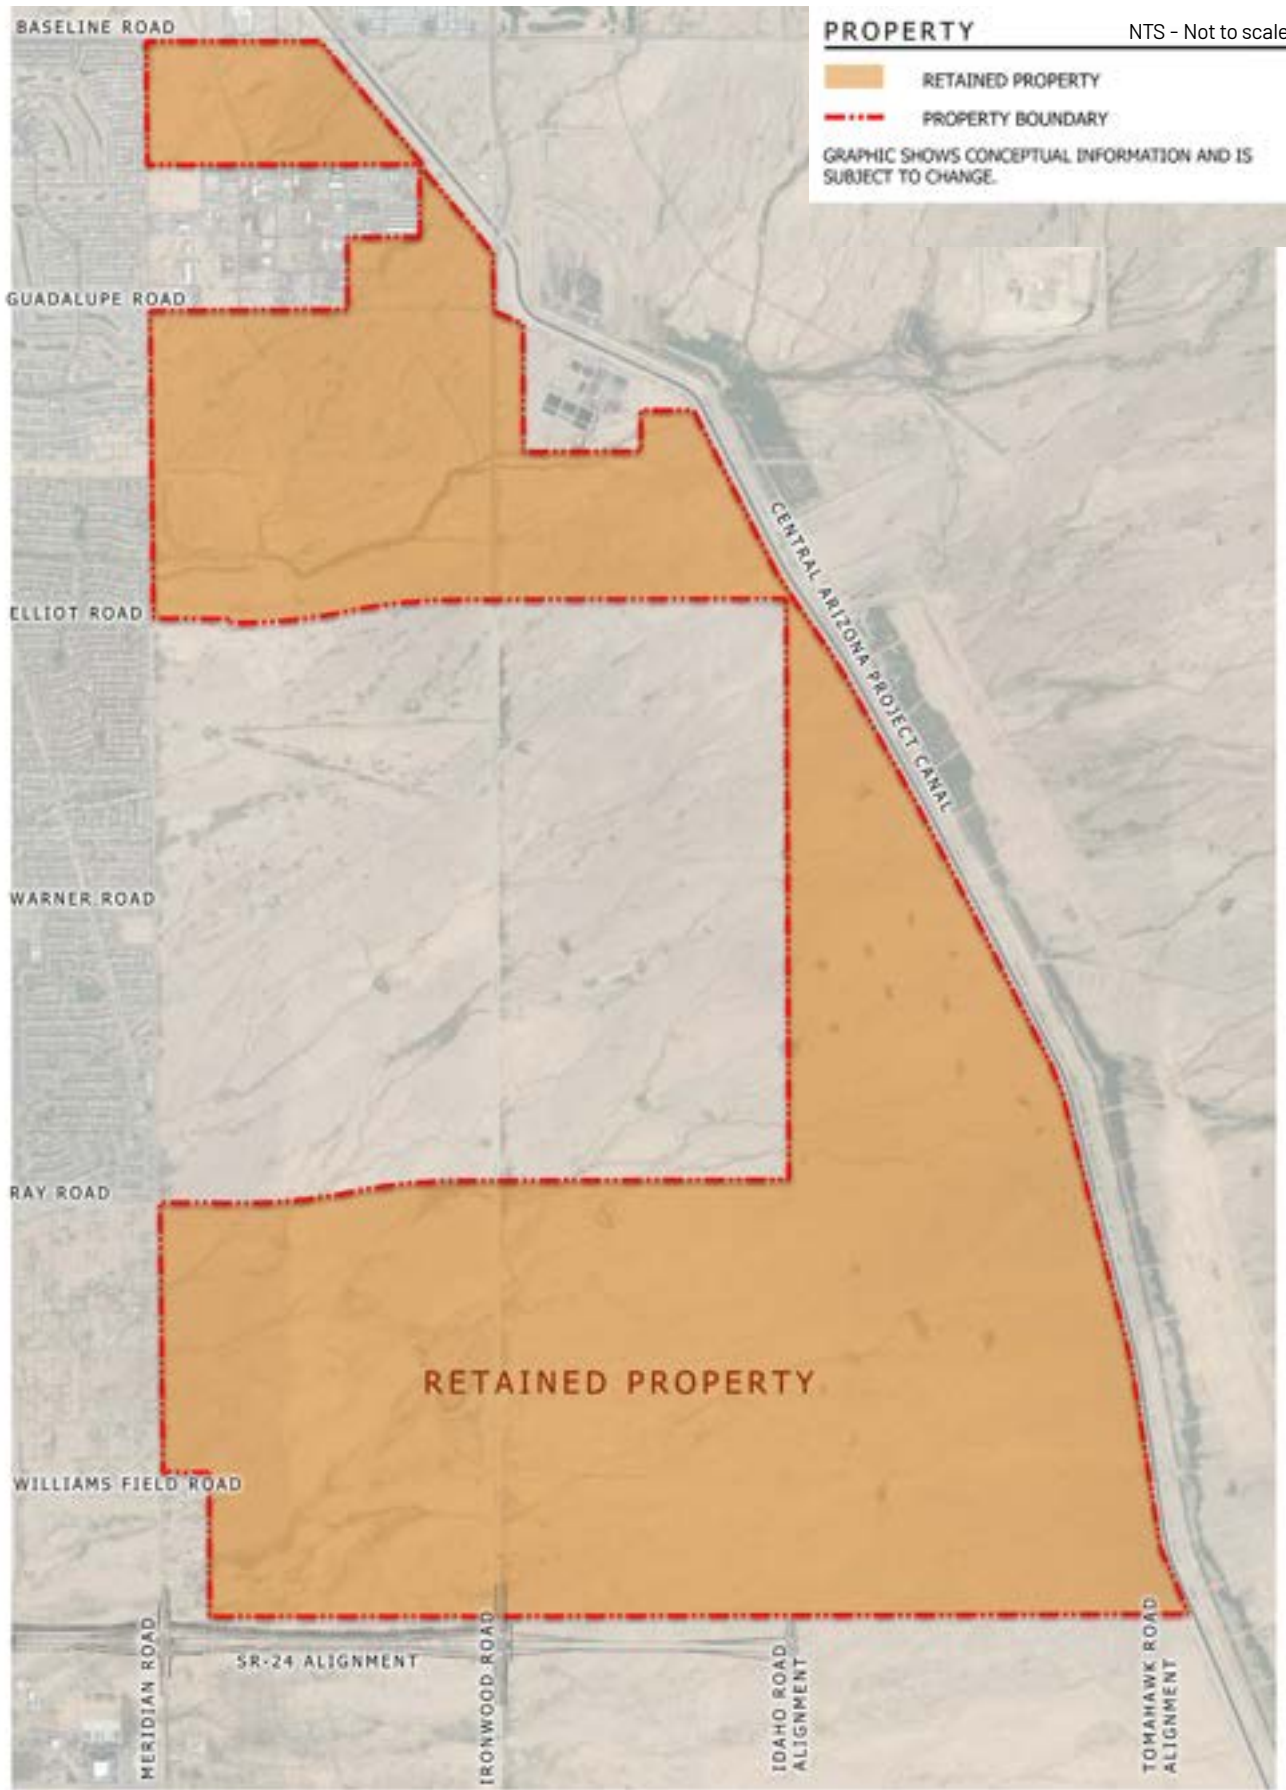 BASELINE ROAD
PROPERTY
NTS - Not to scale
RETAINED PROPERTY
PROPERTY BOUNDARY
GRAPHIC SHOWS CONCEPTUAL INFORMATION AND IS
SUBJECT TO CHANGE.
GUADALUPE ROAD
CENTRAL ARIZONA PROJECT CANAL
ELLIOT ROAD
WARNER ROAD
RAY ROAD
RETAINED PROPERTY
WILLIAMS FIELD ROAD
SR-24 ALIGNMENT
MERIDIAN ROAD
IRONWOOD ROAD
IDAHO ROAD
ALIGNMENT
TOMAHAWK ROAD
ALIGNMENT